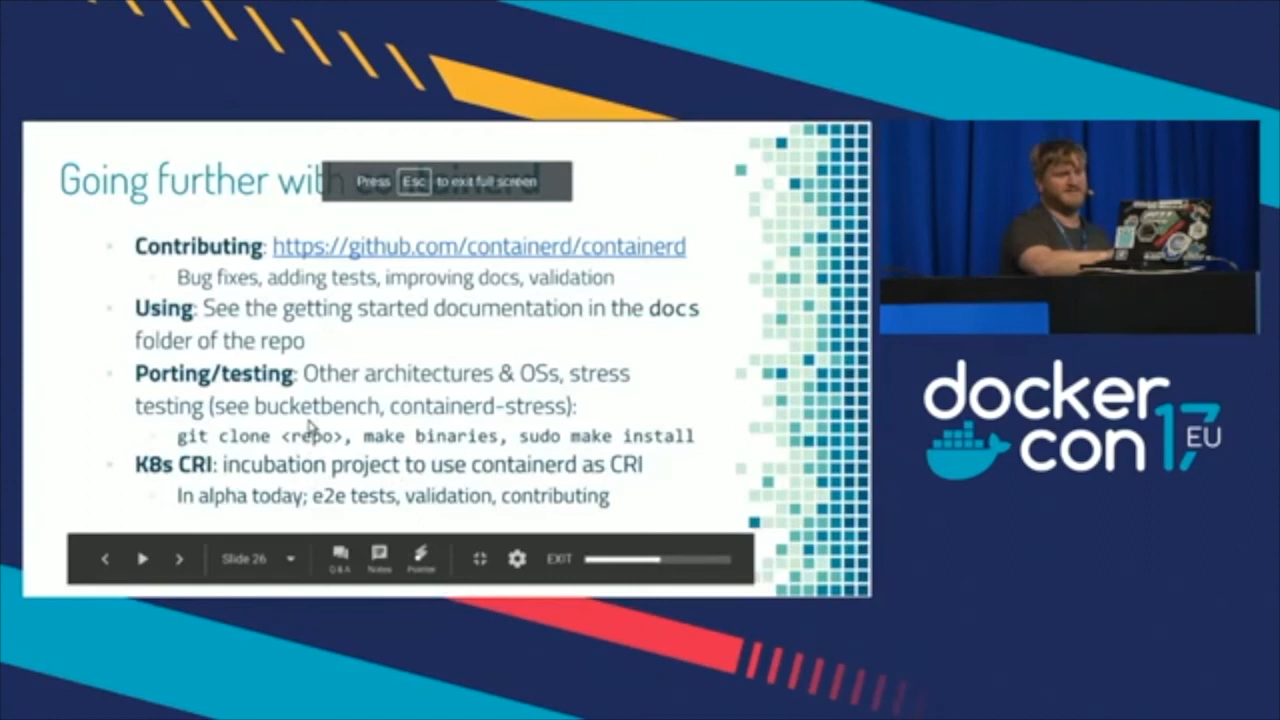 Going further with containerd
Press Esc to exit full screen
Contributing: https://github.com/containerd/containerd
Bug fixes, adding tests, improving docs, validation
Using: See the getting started documentation in the docs
folder of the repo
Porting/testing: Other architectures & OSs, stress
testing (see bucketbench, containerd-stress):
git clone <repo>, make binaries, sudo make install
K8s CRI: incubation project to use containerd as CRI
In alpha today; e2e tests, validation, contributing
Slide 26
Q&A
Notes
Pointer
EXIT
docker
con 17 EU